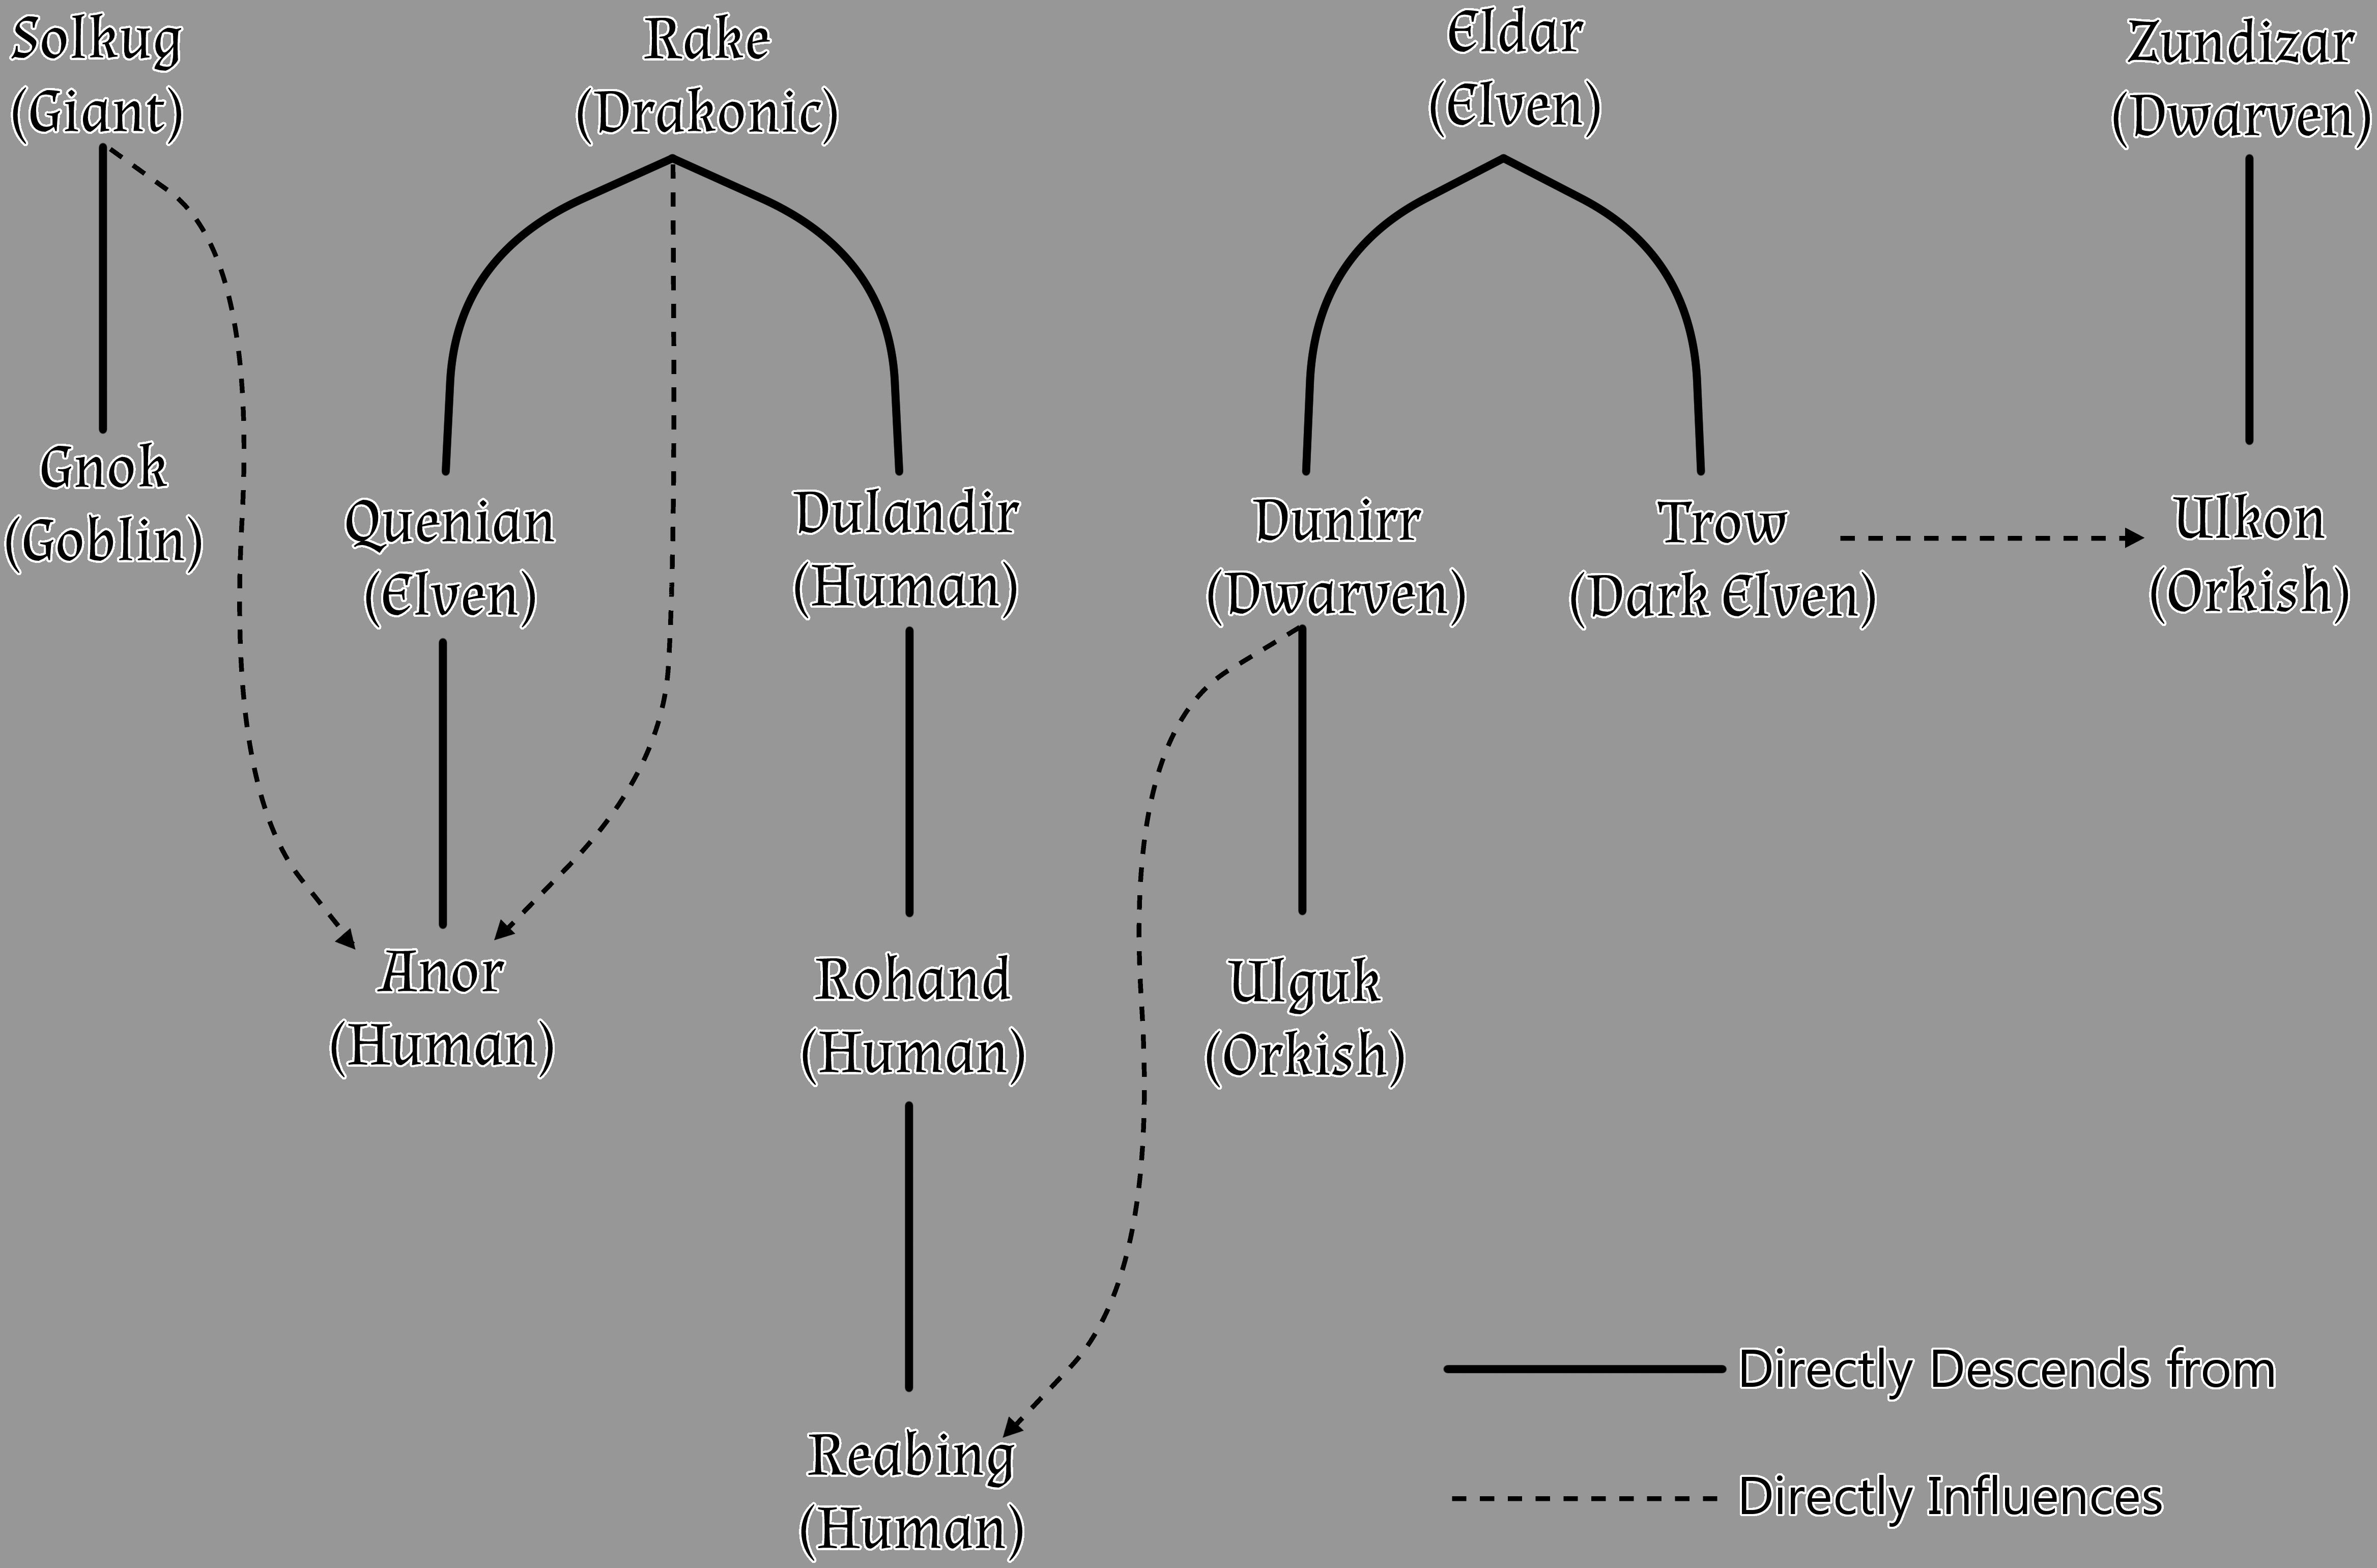 Solkug
(Giant)
Rake
(Drakonic)
Eldar
(Elven)
Zundizar
(Dwarven)
Gnok
(Goblin)
Quenian
(Elven)
Dulandir
(Human)
Dunirr
(Dwarven)
Trow
(Dark Elven)
Ulkon
(Orkish)
Anor
(Human)
Rohand
(Human)
Ulguk
(Orkish)
Reabing
(Human)
Directly Descends from
Directly Influences